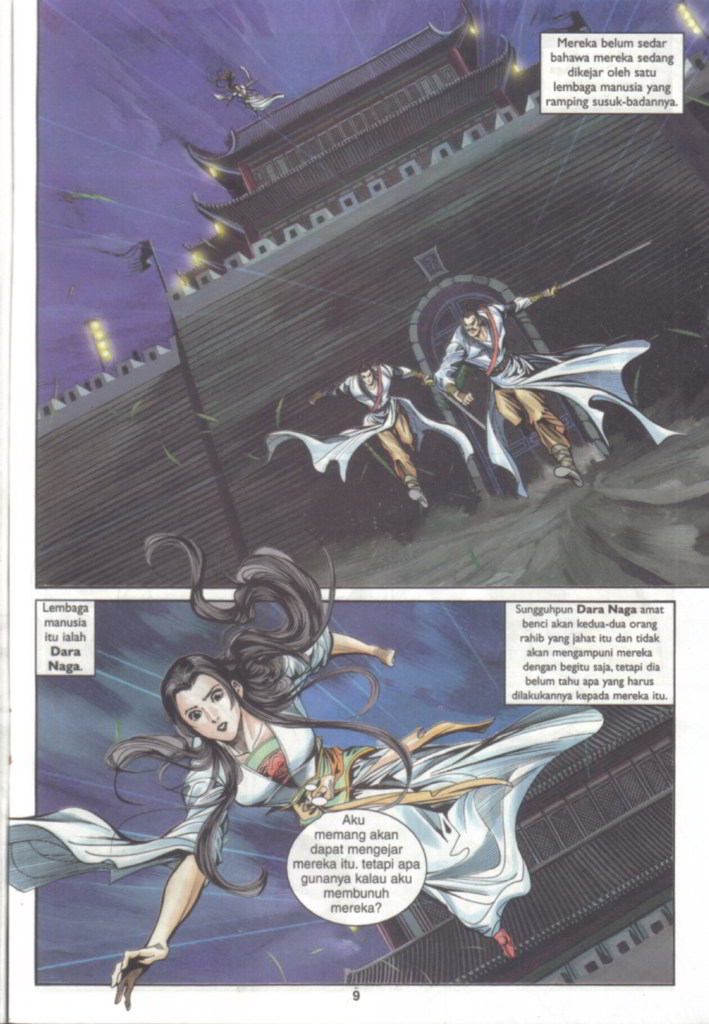 Mereka belum sedar
bahawa mereka sedang
dikejar oleh satu
lembaga manusia yang
ramping susuk-badannya.
Lembaga
manusia
itu ialah
Dara
Naga.
Sungguhpun Dara Naga amat
benci akan kedua-dua orang
rahib yang jahat itu dan tidak
akan mengampuni mereka
dengan begitu saja, tetapi dia
belum tahu apa yang harus
dilakukannya kepada mereka itu.
Aku
memang akan
dapat mengejar
mereka itu. tetapi apa
gunanya kalau aku
membunuh
mereka?
9